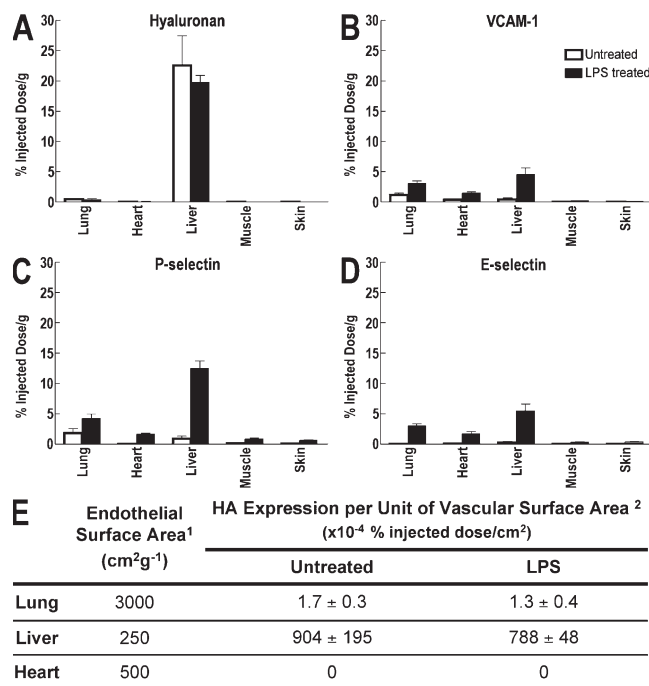 A
Hyaluronan
30
25
20
15
10
5
0
% Injected Dose/g
Lung
Heart
Liver
Muscle
Skin
B
VCAM-1
Untreated
LPS treated
30
25
20
15
10
5
0
% Injected Dose/g
Lung
Heart
Liver
Muscle
Skin
C
P-selectin
30
25
20
15
10
5
0
% Injected Dose/g
Lung
Heart
Liver
Muscle
Skin
D
E-selectin
30
25
20
15
10
5
0
% Injected Dose/g
Lung
Heart
Liver
Muscle
Skin
E
Endothelial
Surface Area¹
(cm²g⁻¹)
HA Expression per Unit of Vascular Surface Area ²
(x10⁻⁴ % injected dose/cm²)
Untreated LPS
Lung 3000 1.7 ± 0.3 1.3 ± 0.4
Liver 250 904 ± 195 788 ± 48
Heart 500 0 0